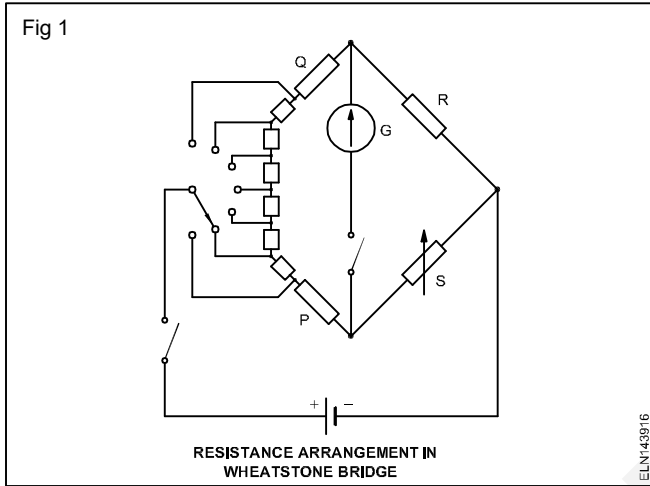 Fig 1
Q
R
G
S
P
+ −
RESISTANCE ARRANGEMENT IN
WHEATSTONE BRIDGE
ELN143916